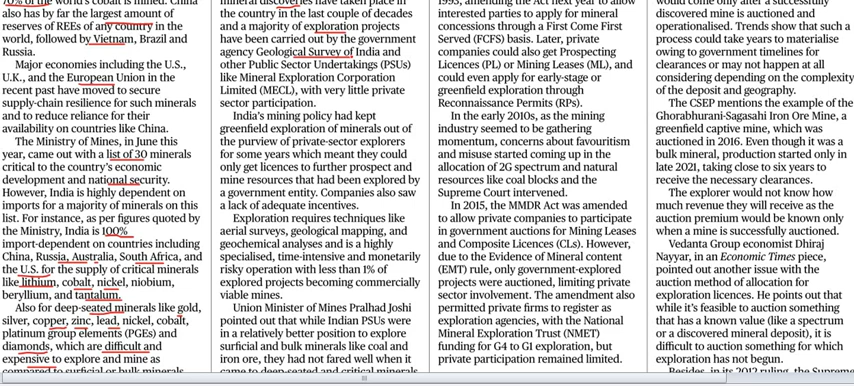 70% of the world's cobalt is mined. China
also has by far the largest amount of
reserves of REEs of any country in the
world, followed by Vietnam, Brazil and
Russia.
Major economies including the U.S.,
U.K., and the European Union in the
recent past have moved to secure
supply-chain resilience for such minerals
and to reduce reliance for their
availability on countries like China.
The Ministry of Mines, in June this
year, came out with a list of 30 minerals
critical to the country's economic
development and national security.
However, India is highly dependent on
imports for a majority of minerals on this
list. For instance, as per figures quoted by
the Ministry, India is 100%
import-dependent on countries including
China, Russia, Australia, South Africa, and
the U.S. for the supply of critical minerals
like lithium, cobalt, nickel, niobium,
beryllium, and tantalum.
Also for deep-seated minerals like gold,
silver, copper, zinc, lead, nickel, cobalt,
platinum group elements (PGEs) and
diamonds, which are difficult and
expensive to explore and mine as
compared to surficial or bulk minerals
mineral discoveries have taken place in
the country in the last couple of decades
and a majority of exploration projects
have been carried out by the government
agency Geological Survey of India and
other Public Sector Undertakings (PSUs)
like Mineral Exploration Corporation
Limited (MECL), with very little private
sector participation.
India's mining policy had kept
greenfield exploration of minerals out of
the purview of private-sector explorers
for some years which meant they could
only get licences to further prospect and
mine resources that had been explored by
a government entity. Companies also saw
a lack of adequate incentives.
Exploration requires techniques like
aerial surveys, geological mapping, and
geochemical analyses and is a highly
specialised, time-intensive and monetarily
risky operation with less than 1% of
explored projects becoming commercially
viable mines.
Union Minister of Mines Pralhad Joshi
pointed out that while Indian PSUs were
in a relatively better position to explore
surficial and bulk minerals like coal and
iron ore, they had not fared well when it
came to deep-seated and critical minerals
1993, amending the Act next year to allow
interested parties to apply for mineral
concessions through a First Come First
Served (FCFS) basis. Later, private
companies could also get Prospecting
Licences (PL) or Mining Leases (ML), and
could even apply for early-stage or
greenfield exploration through
Reconnaissance Permits (RPs).
In the early 2010s, as the mining
industry seemed to be gathering
momentum, concerns about favouritism
and misuse started coming up in the
allocation of 2G spectrum and natural
resources like coal blocks and the
Supreme Court intervened.
In 2015, the MMDR Act was amended
to allow private companies to participate
in government auctions for Mining Leases
and Composite Licences (CLs). However,
due to the Evidence of Mineral content
(EMT) rule, only government-explored
projects were auctioned, limiting private
sector involvement. The amendment also
permitted private firms to register as
exploration agencies, with the National
Mineral Exploration Trust (NMET)
funding for G4 to G1 exploration, but
private participation remained limited.
would come only after a successfully
discovered mine is auctioned and
operationalised. Trends show that such a
process could take years to materialise
owing to government timelines for
clearances or may not happen at all
considering depending on the complexity
of the deposit and geography.
The CSEP mentions the example of the
Ghorabhurani-Sagasahi Iron Ore Mine, a
greenfield captive mine, which was
auctioned in 2016. Even though it was a
bulk mineral, production started only in
late 2021, taking close to six years to
receive the necessary clearances.
The explorer would not know how
much revenue they will receive as the
auction premium would be known only
when a mine is successfully auctioned.
Vedanta Group economist Dhiraj
Nayyar, in an Economic Times piece,
pointed out another issue with the
auction method of allocation for
exploration licences. He points out that
while it's feasible to auction something
that has a known value (like a spectrum
or a discovered mineral deposit), it is
difficult to auction something for which
exploration has not begun.
Besides, in its 2012 ruling, the Supreme